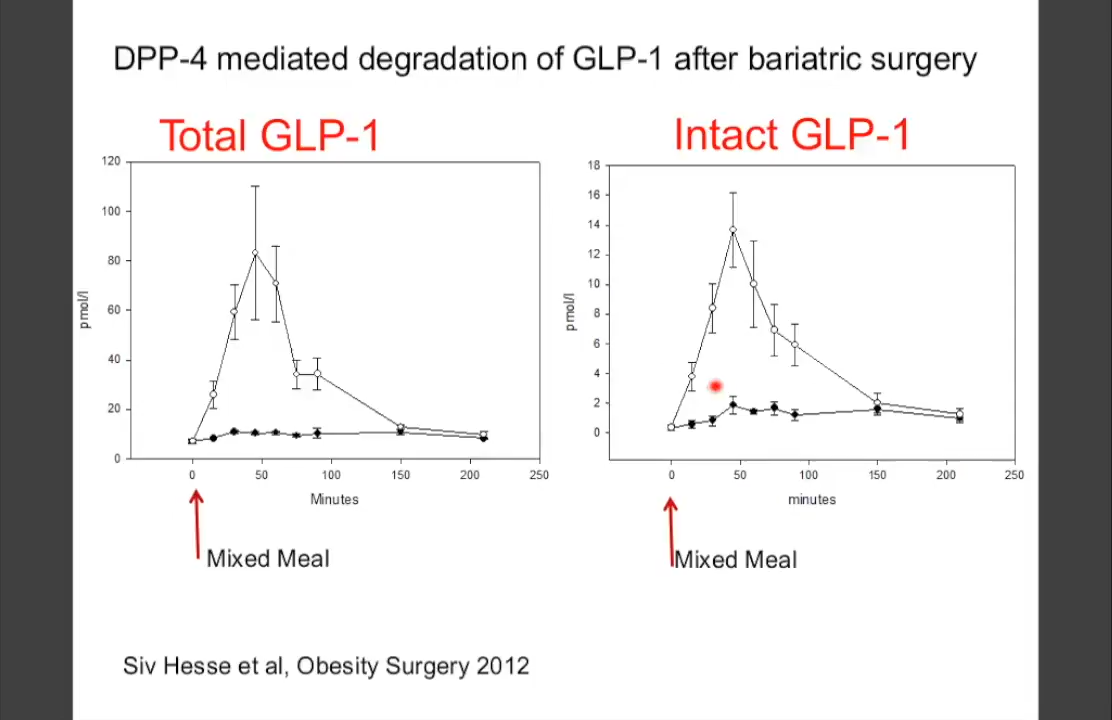 DPP-4 mediated degradation of GLP-1 after bariatric surgery
Total GLP-1
120
100
80
60
40
20
0
pmol/l
0 50 100 150 200 250
Minutes
Mixed Meal
Intact GLP-1
18
16
14
12
10
8
6
4
2
0
pmol/l
0 50 100 150 200 250
minutes
Mixed Meal
Siv Hesse et al, Obesity Surgery 2012